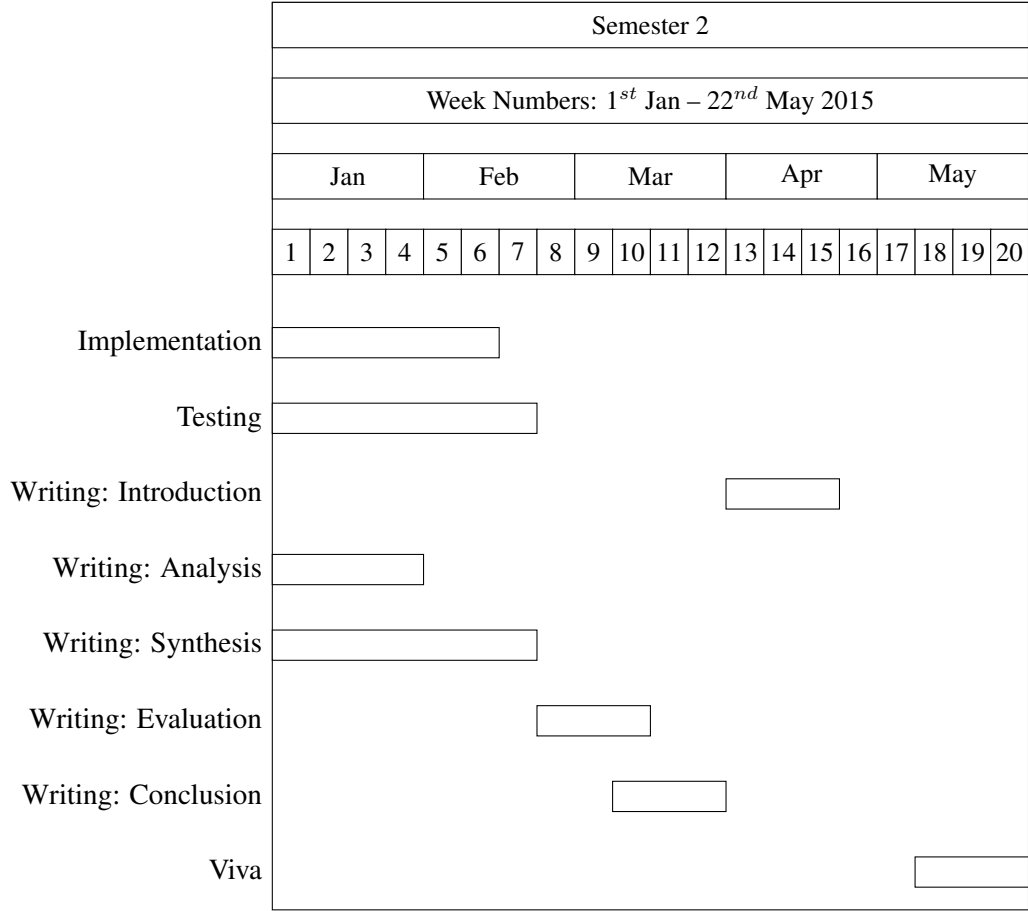 Semester 2
Week Numbers: 1st Jan – 22nd May 2015
Jan Feb Mar Apr May
1 2 3 4 5 6 7 8 9 10 11 12 13 14 15 16 17 18 19 20
Implementation
Testing
Writing: Introduction
Writing: Analysis
Writing: Synthesis
Writing: Evaluation
Writing: Conclusion
Viva